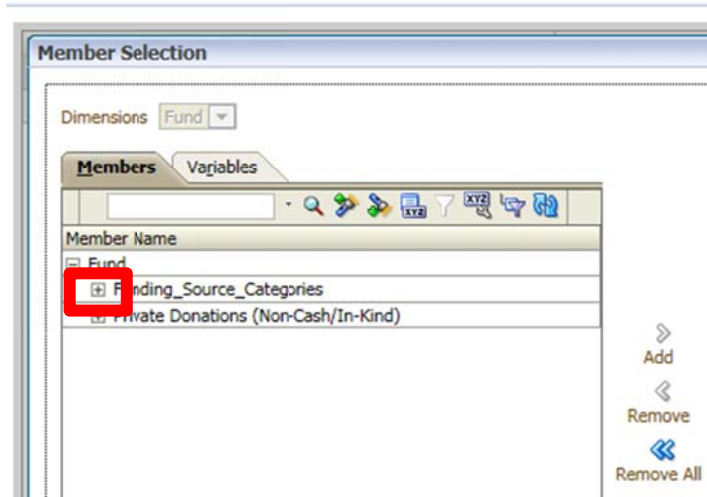 Member Selection
Dimensions Fund
Members Variables
Member Name
Fund
Funding_Source_Categories
Private Donations (Non-Cash/In-Kind)
Add
Remove
Remove All